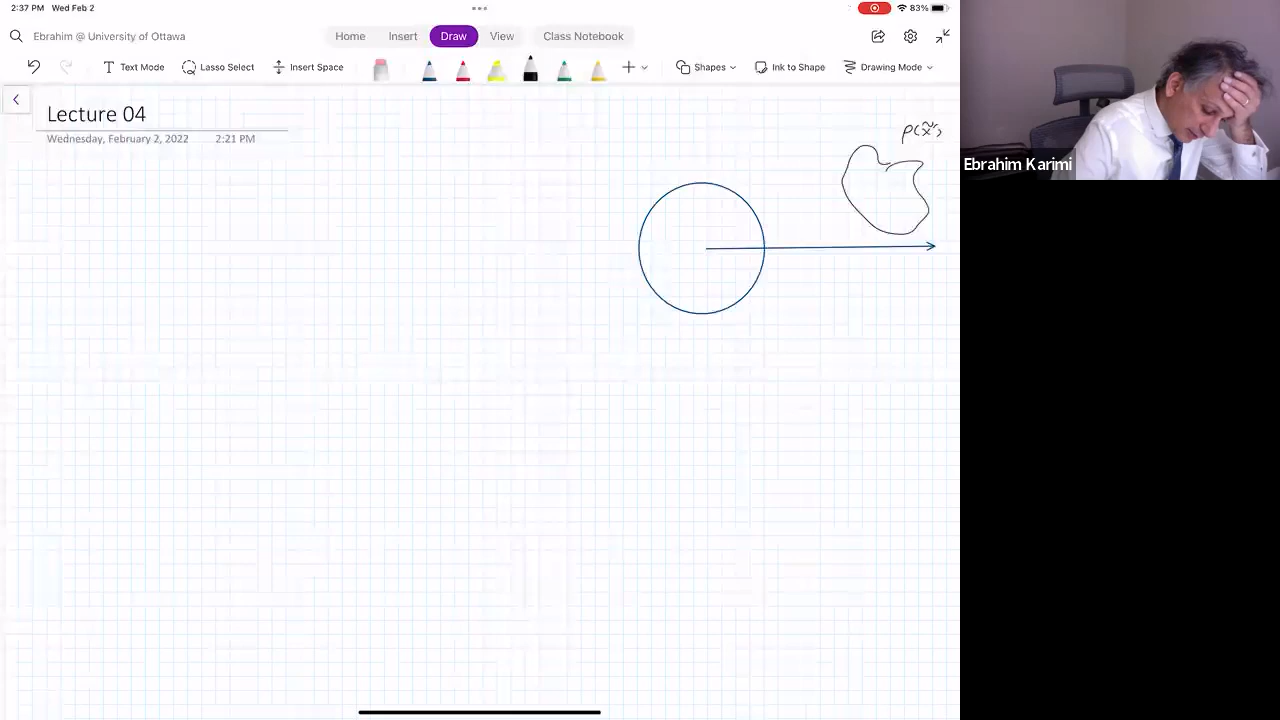 2:37 PM Wed Feb 2
83%
Ebrahim @ University of Ottawa
Home Insert Draw View Class Notebook
Text Mode Lasso Select Insert Space Shapes Ink to Shape Drawing Mode
Lecture 04
Wednesday, February 2, 2022 2:21 PM
Ebrahim Karimi